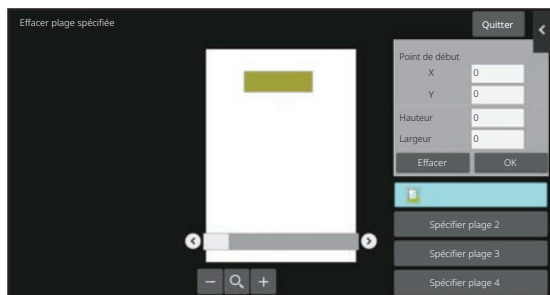 Effacer plage spécifiée
Quitter
Point de début
X 0
Y 0
Hauteur 0
Largeur 0
Effacer OK
Spécifier plage 2
Spécifier plage 3
Spécifier plage 4